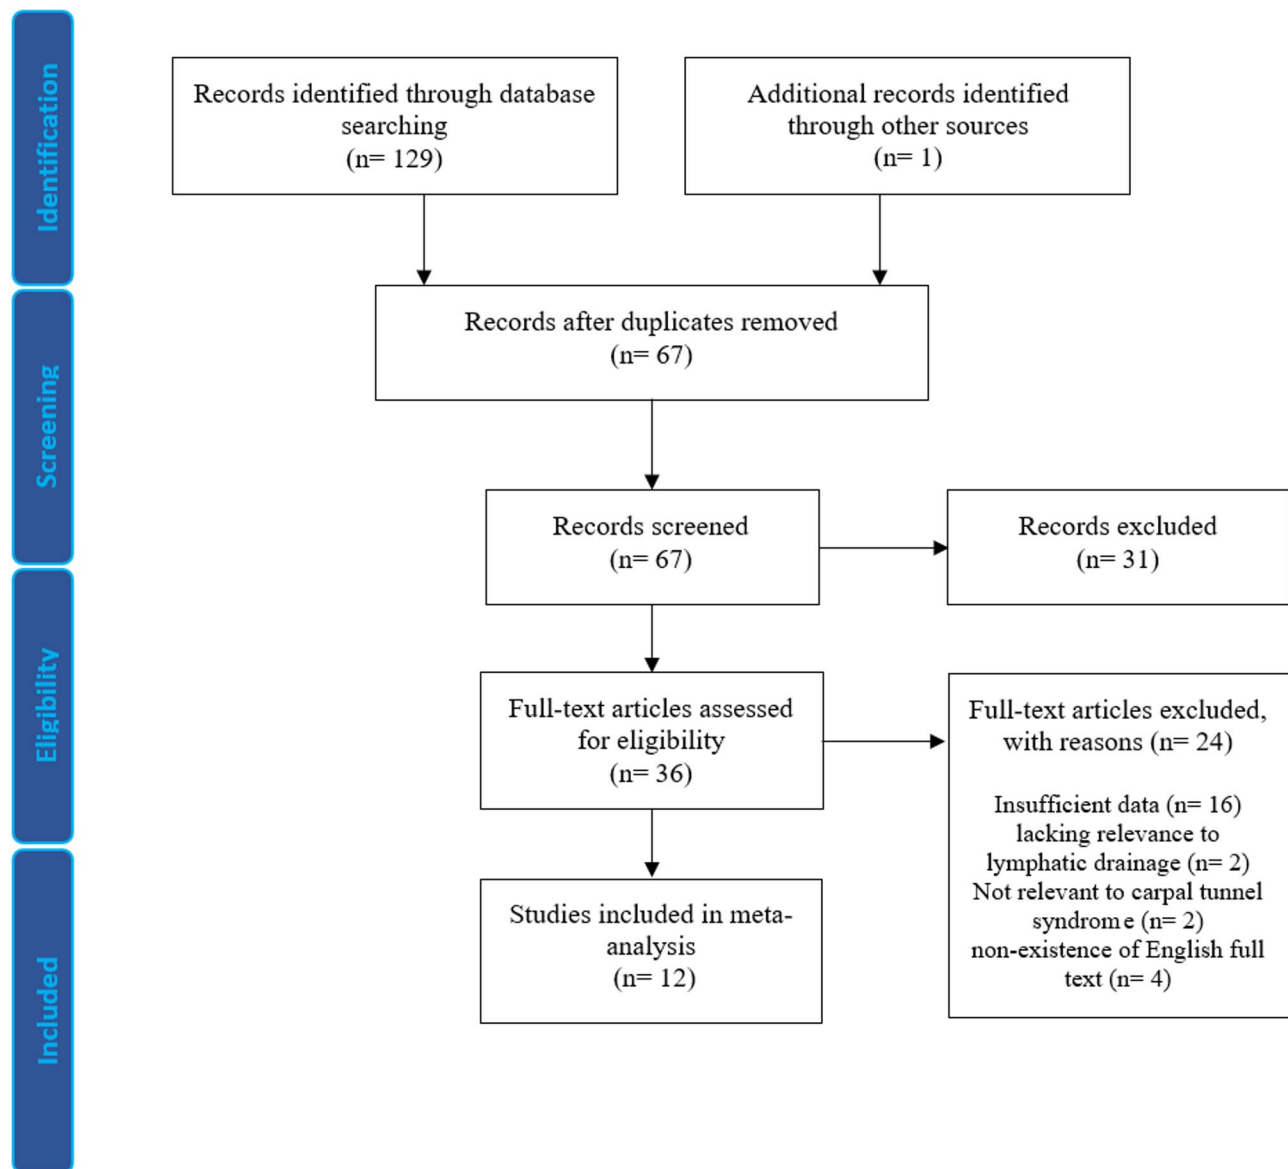 Identification
Records identified through database
searching
(n= 129)
Additional records identified
through other sources
(n= 1)
Screening
Records after duplicates removed
(n= 67)
Records screened
(n= 67)
Records excluded
(n= 31)
Eligibility
Full-text articles assessed
for eligibility
(n= 36)
Full-text articles excluded,
with reasons (n= 24)
Insufficient data (n= 16)
lacking relevance to
lymphatic drainage (n= 2)
Not relevant to carpal tunnel
syndrome (n= 2)
non-existence of English full
text (n= 4)
Included
Studies included in meta-
analysis
(n= 12)